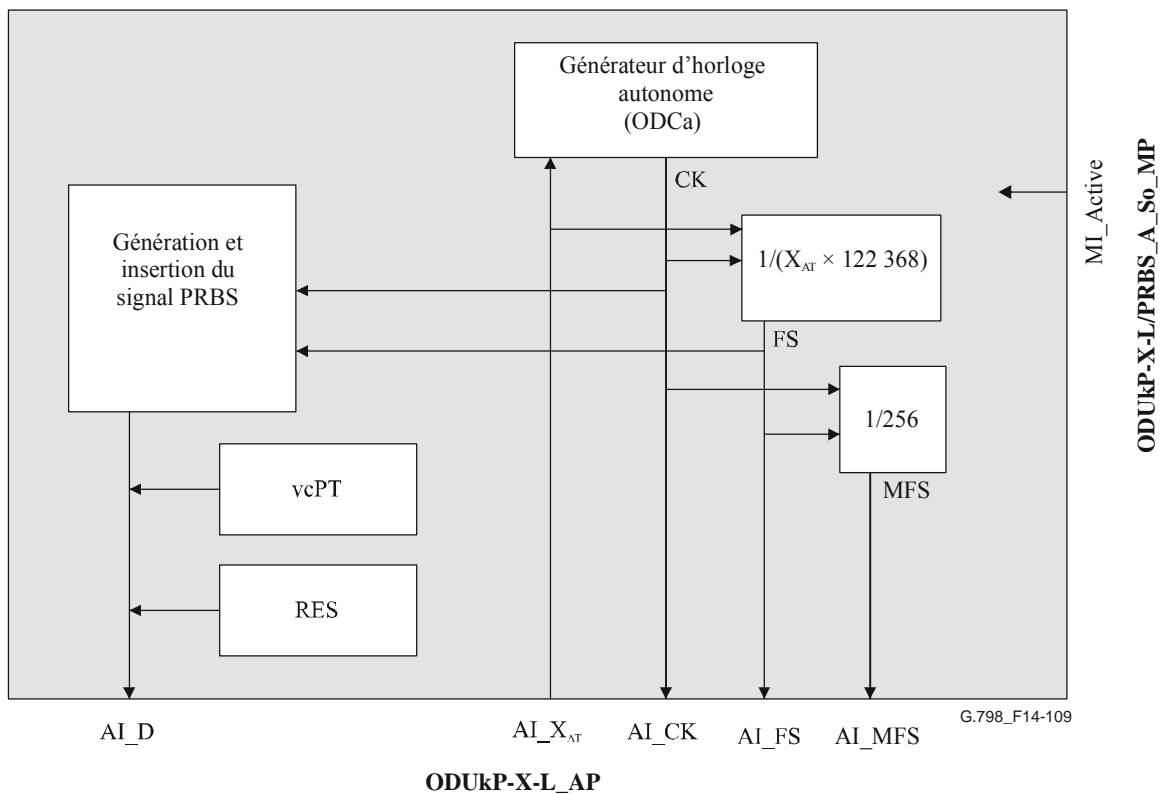 Générateur d'horloge
autonome
(ODCa)
CK
MI_Active
ODUkP-X-L/PRBS_A_So_MP
Génération et
insertion du
signal PRBS
1/(X_AT × 122 368)
FS
1/256
MFS
vcPT
RES
AI_D
AI_X_AT
AI_CK
AI_FS
AI_MFS
G.798_F14-109
ODUkP-X-L_AP